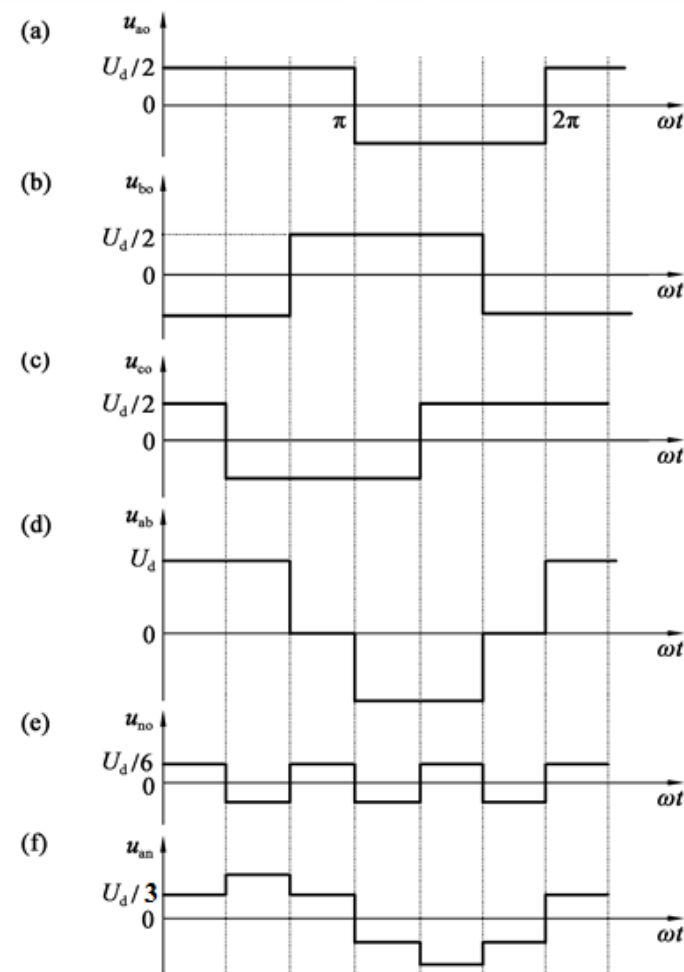 (a)
u_ao
U_d/2
0
π
2π
ωt
(b)
u_bo
U_d/2
0
ωt
(c)
u_co
U_d/2
0
ωt
(d)
u_ab
U_d
0
ωt
(e)
u_no
U_d/6
0
ωt
(f)
u_an
U_d/3
0
ωt